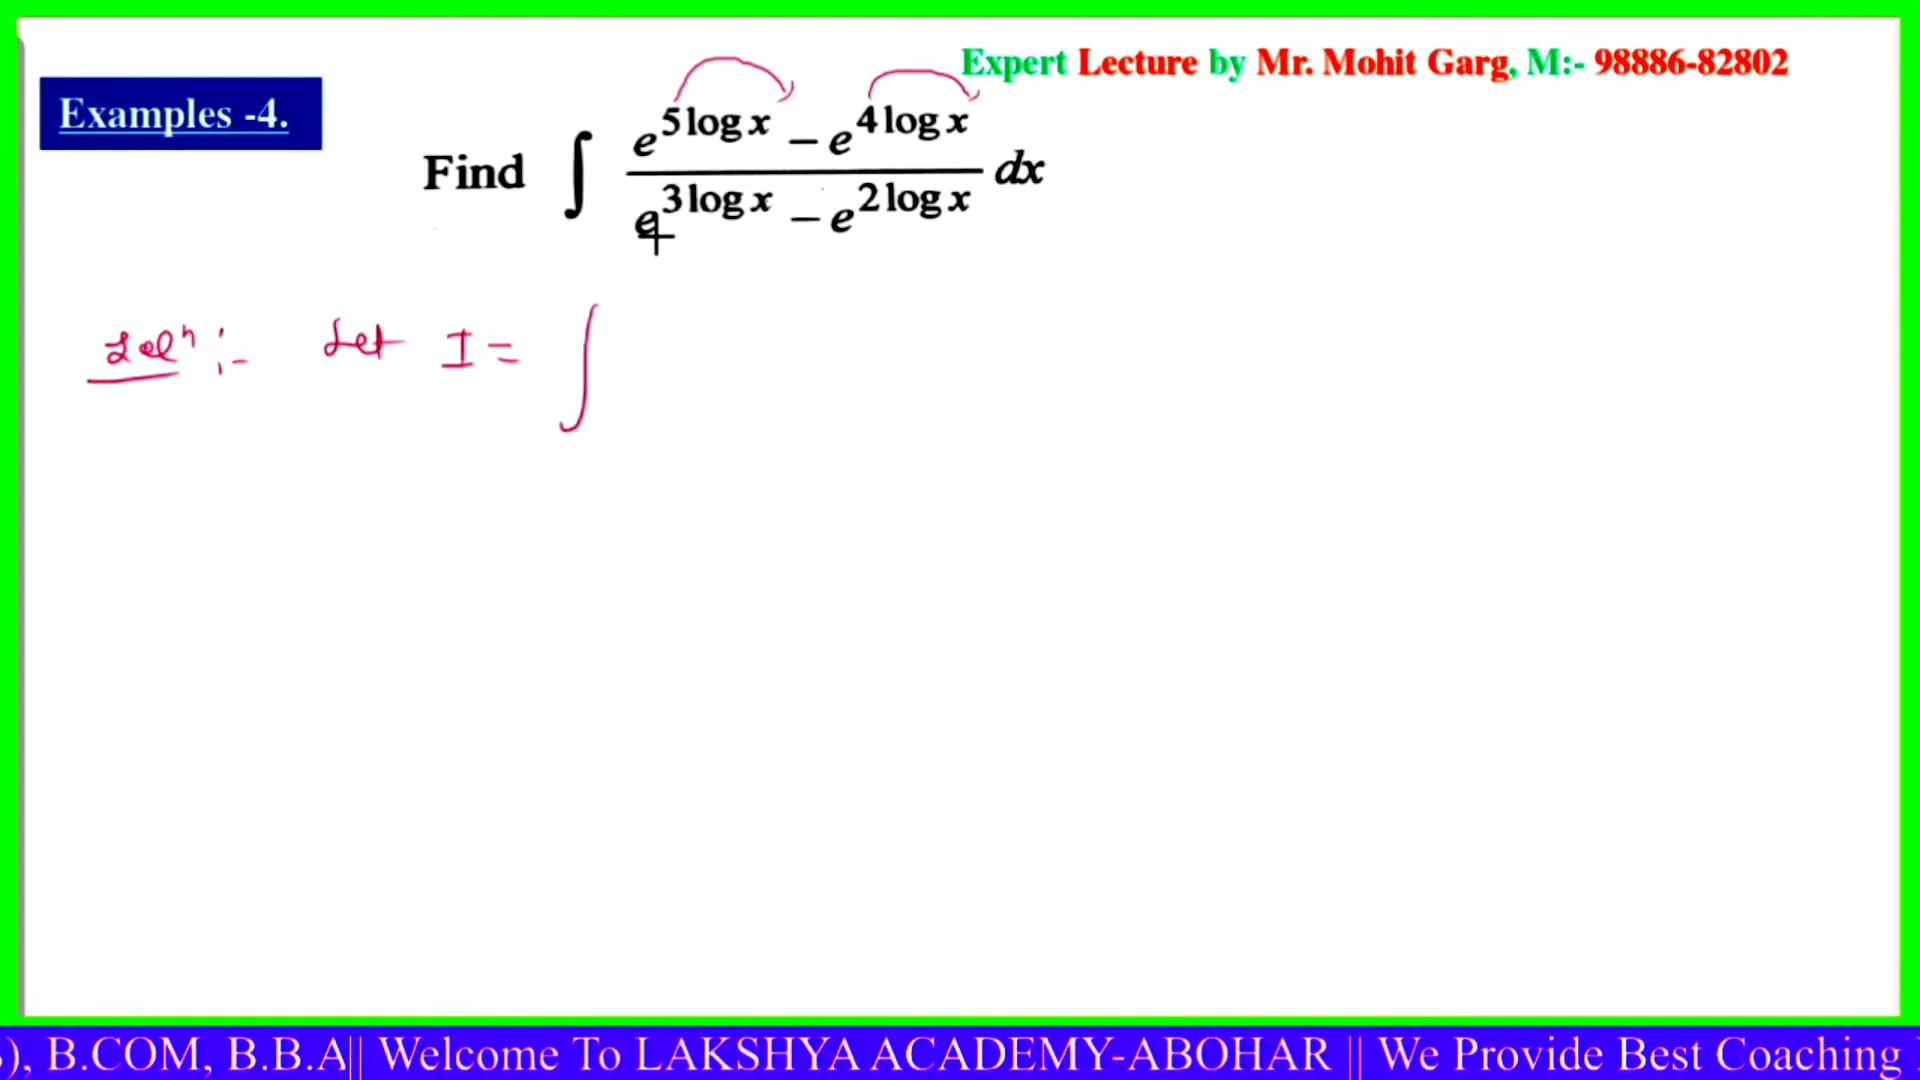 Expert Lecture by Mr. Mohit Garg, M:- 98886-82802
Examples -4.
Find ∫ (e^{5 log x} – e^{4 log x}) / (e^{3 log x} – e^{2 log x}) dx
Solⁿ :- Let I = ∫
), B.COM, B.B.A|| Welcome To LAKSHYA ACADEMY-ABOHAR || We Provide Best Coaching